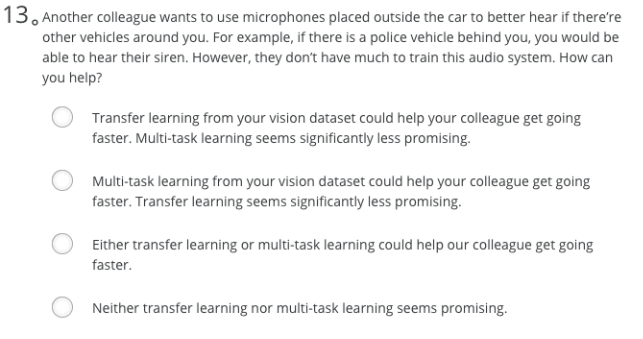 13. Another colleague wants to use microphones placed outside the car to better hear if there're
other vehicles around you. For example, if there is a police vehicle behind you, you would be
able to hear their siren. However, they don't have much to train this audio system. How can
you help?
Transfer learning from your vision dataset could help your colleague get going
faster. Multi-task learning seems significantly less promising.
Multi-task learning from your vision dataset could help your colleague get going
faster. Transfer learning seems significantly less promising.
Either transfer learning or multi-task learning could help our colleague get going
faster.
Neither transfer learning nor multi-task learning seems promising.